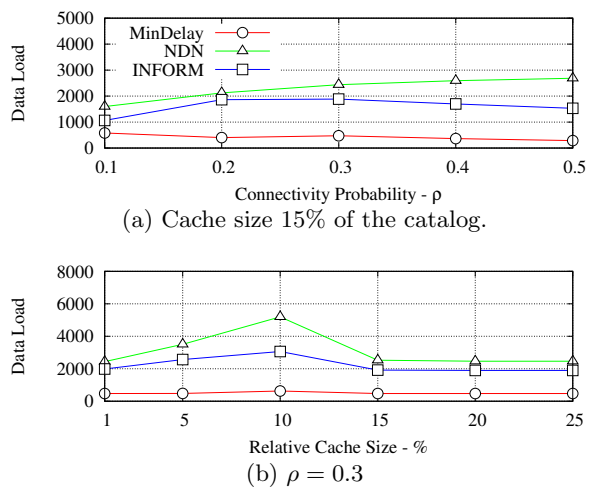 5000
4000
3000
2000
1000
0
Data Load
MinDelay
NDN
INFORM
0.1 0.2 0.3 0.4 0.5
Connectivity Probability - ρ
(a) Cache size 15% of the catalog.
8000
6000
4000
2000
0
Data Load
1 5 10 15 20 25
Relative Cache Size - %
(b) ρ = 0.3